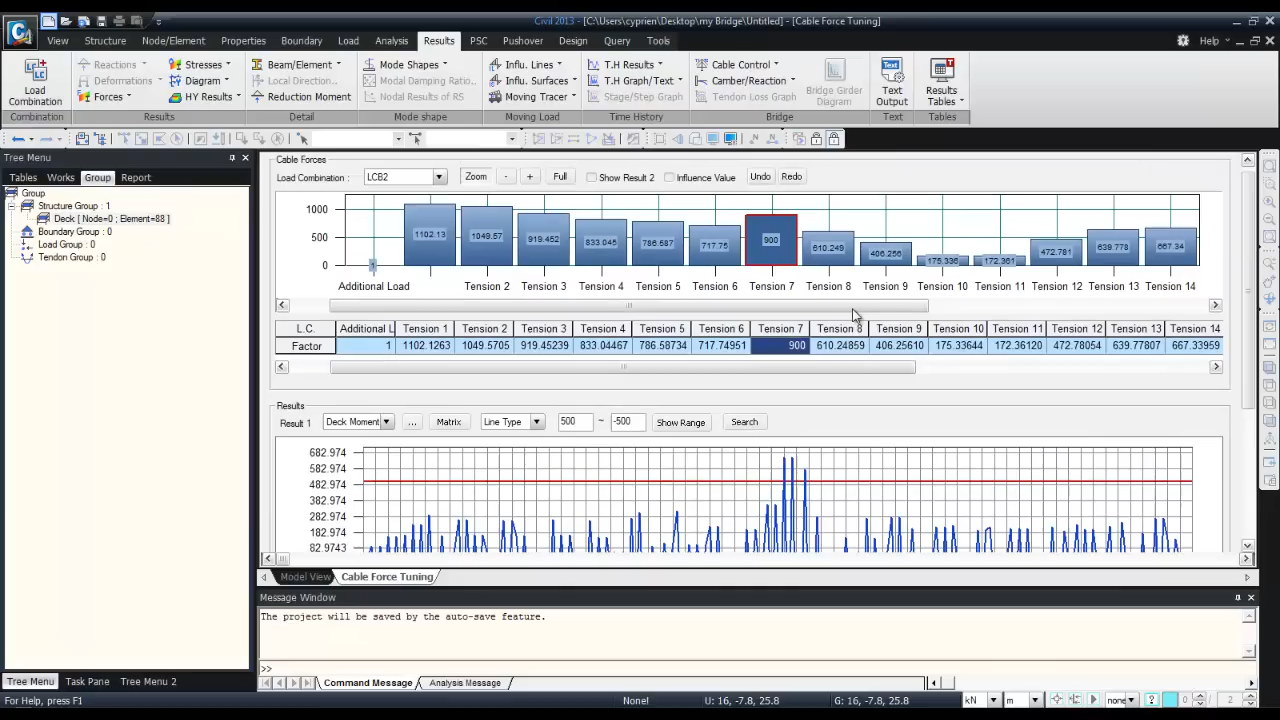 Civil 2013 - [C:\Users\cyprien\Desktop\my Bridge\Untitled] - [Cable Force Tuning]
View Structure Node/Element Properties Boundary Load Analysis Results PSC Pushover Design Query Tools Help
Reactions Stresses Beam/Element Mode Shapes Influ. Lines T.H Results Cable Control
Deformations Diagram Local Direction... Modal Damping Ratio... Influ. Surfaces T.H Graph/Text Camber/Reaction
Forces HY Results Reduction Moment Nodal Results of RS Moving Tracer Stage/Step Graph Tendon Loss Graph
Load Combination
Bridge Girder Diagram
Text Output
Results Tables
Combination Results Detail Mode shape Moving Load Time History Bridge Text Tables
Tree Menu
Tables Works Group Report
Group
Structure Group : 1
Deck [ Node=0 ; Element=88 ]
Boundary Group : 0
Load Group : 0
Tendon Group : 0
Cable Forces
Load Combination : LCB2 Zoom - + Full Show Result 2 Influence Value Undo Redo
1000
500
0
1 1102.13 1049.57 919.452 833.045 786.587 717.75 900 610.249 406.256 175.336 172.361 472.781 639.778 667.34
Additional Load Tension 2 Tension 3 Tension 4 Tension 5 Tension 6 Tension 7 Tension 8 Tension 9 Tension 10 Tension 11 Tension 12 Tension 13 Tension 14
L.C. Additional L Tension 1 Tension 2 Tension 3 Tension 4 Tension 5 Tension 6 Tension 7 Tension 8 Tension 9 Tension 10 Tension 11 Tension 12 Tension 13 Tension 14
Factor 1 1102.1263 1049.5705 919.45239 833.04467 786.58734 717.74951 900 610.24859 406.25610 175.33644 172.36120 472.78054 639.77807 667.33959
Results
Result 1 Deck Moment ... Matrix Line Type 500 ~ -500 Show Range Search
682.974
582.974
482.974
382.974
282.974
182.974
82.9743
Model View Cable Force Tuning
Message Window
The project will be saved by the auto-save feature.
>>
Command Message Analysis Message
Tree Menu Task Pane Tree Menu 2
For Help, press F1 Nonel U: 16, -7.8, 25.8 G: 16, -7.8, 25.8 kN m none ? 0 / 2